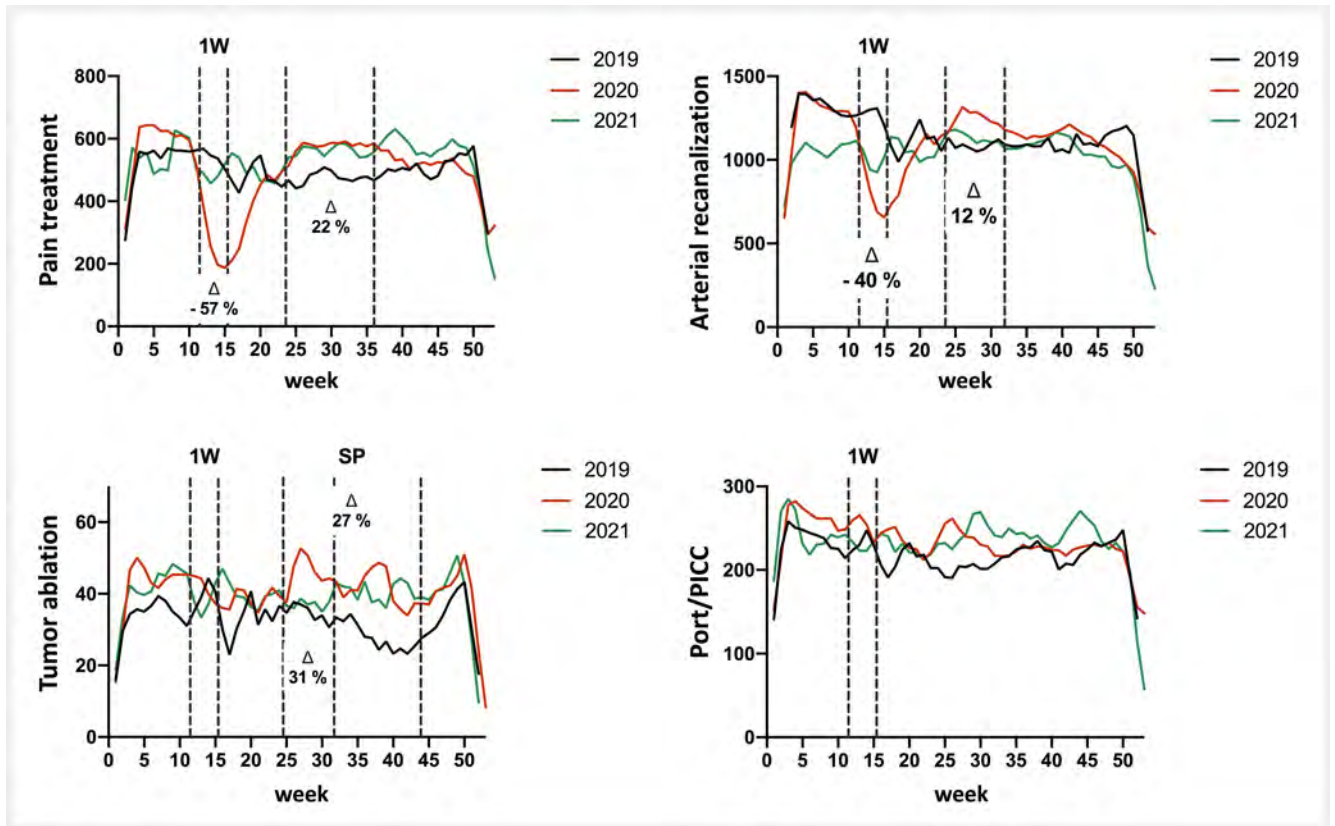 1W
2019
2020
2021
Pain treatment
800
600
400
200
0
Δ
22 %
Δ
- 57 %
0 5 10 15 20 25 30 35 40 45 50
week
1W
2019
2020
2021
Arterial recanalization
1500
1000
500
0
Δ
12 %
Δ
- 40 %
0 5 10 15 20 25 30 35 40 45 50
week
1W SP
2019
2020
2021
Tumor ablation
60
40
20
0
Δ
27 %
Δ
31 %
0 5 10 15 20 25 30 35 40 45 50
week
1W
2019
2020
2021
Port/PICC
300
200
100
0
0 5 10 15 20 25 30 35 40 45 50
week